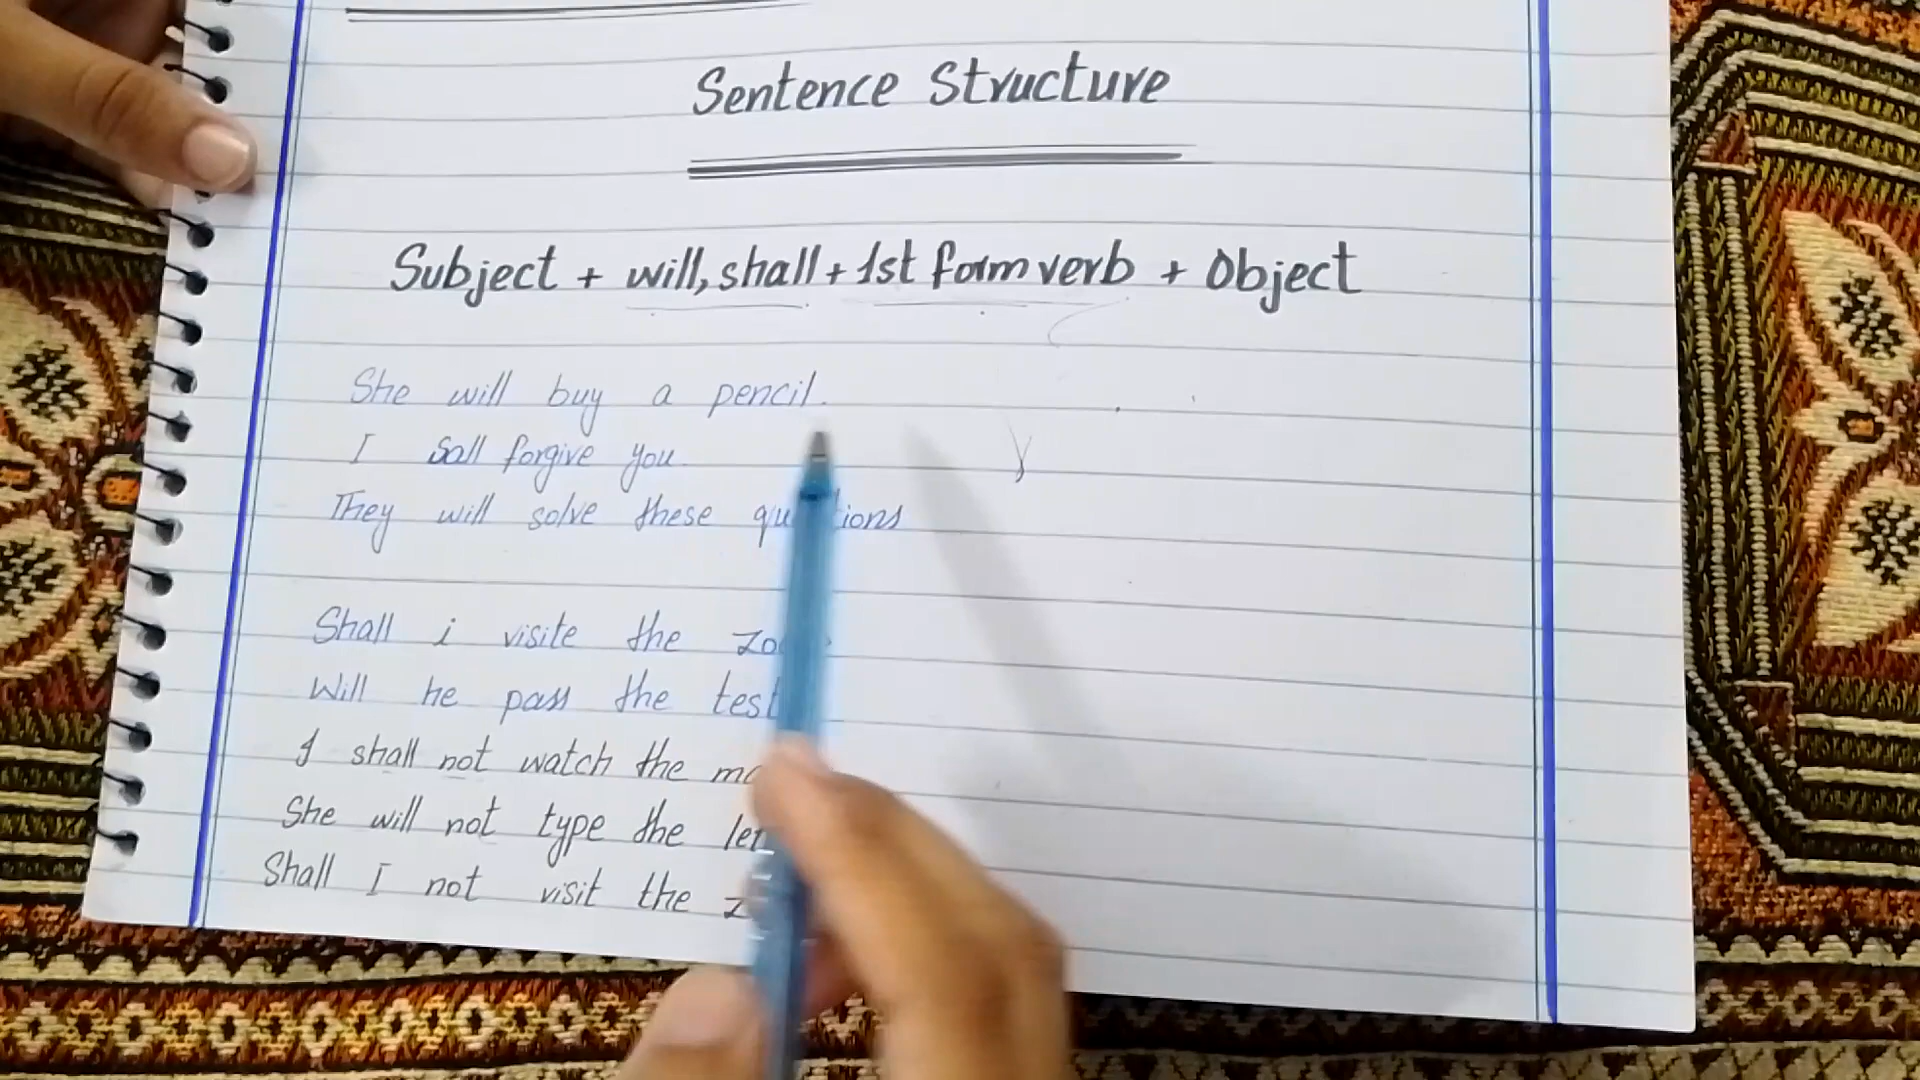 Sentence Structure
Subject + will, shall + 1st form verb + Object
She will buy a pencil.
I Sall forgive you
They will solve these
Shall i visite the
Will he pass the test
I shall not watch the
She will not type the
Shall I not visit the